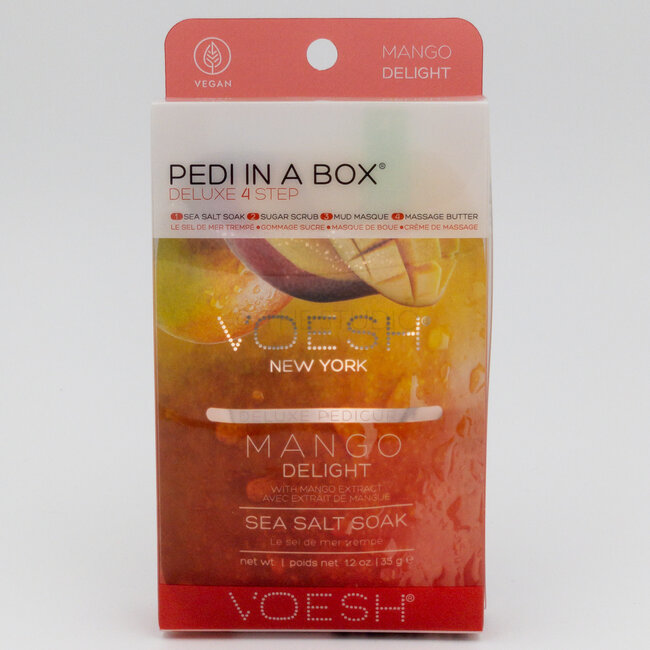 VEGAN
MANGO
DELIGHT
PEDI IN A BOX®
DELUXE 4 STEP
1 SEA SALT SOAK 2 SUGAR SCRUB 3 MUD MASQUE 4 MASSAGE BUTTER
LE SEL DE MER TREMPÉ • GOMMAGE SUCRE • MASQUE DE BOUE • CRÈME DE MASSAGE
VOESH®
NEW YORK
DELUXE PEDICURE
MANGO
DELIGHT
WITH MANGO EXTRACT
AVEC EXTRAIT DE MANGUE
SEA SALT SOAK
Le sel de mer trempé
net wt. | poids net 1.2 oz. | 35 g e
VOESH®